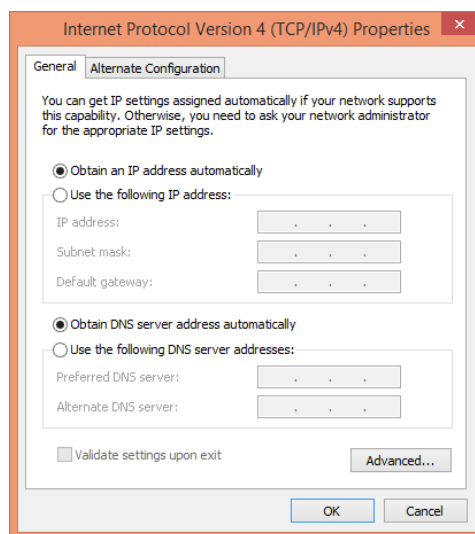 Internet Protocol Version 4 (TCP/IPv4) Properties
General
Alternate Configuration
You can get IP settings assigned automatically if your network supports
this capability. Otherwise, you need to ask your network administrator
for the appropriate IP settings.
Obtain an IP address automatically
Use the following IP address:
IP address:
Subnet mask:
Default gateway:
Obtain DNS server address automatically
Use the following DNS server addresses:
Preferred DNS server:
Alternate DNS server:
Validate settings upon exit
Advanced...
OK
Cancel